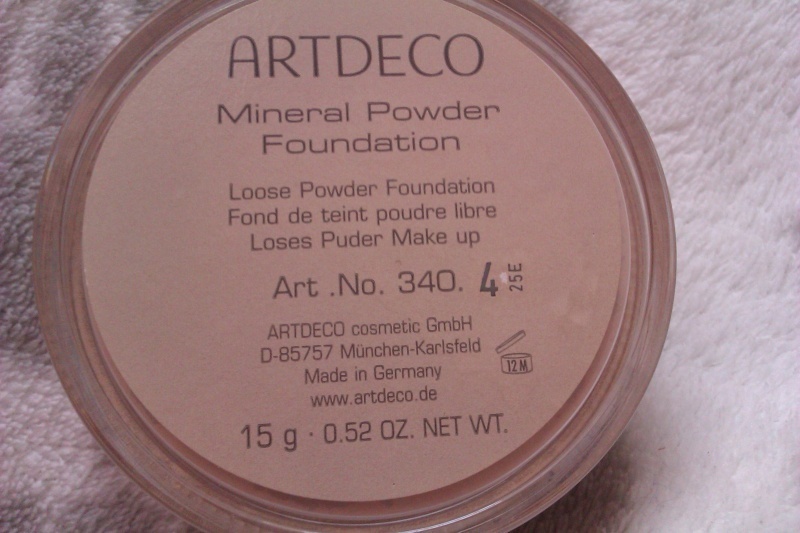 ARTDECO
Mineral Powder
Foundation
Loose Powder Foundation
Fond de teint poudre libre
Loses Puder Make up
Art .No. 340. 4 25E
ARTDECO cosmetic GmbH
D-85757 München-Karlsfeld
Made in Germany
12 M
www.artdeco.de
15 g · 0.52 OZ. NET WT.